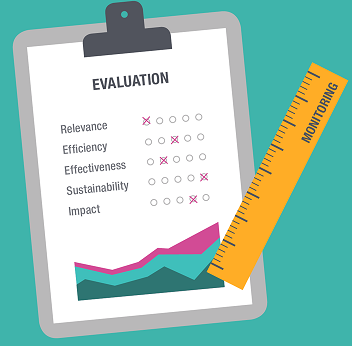 EVALUATION
Relevance
Efficiency
Effectiveness
Sustainability
Impact
MONITORING